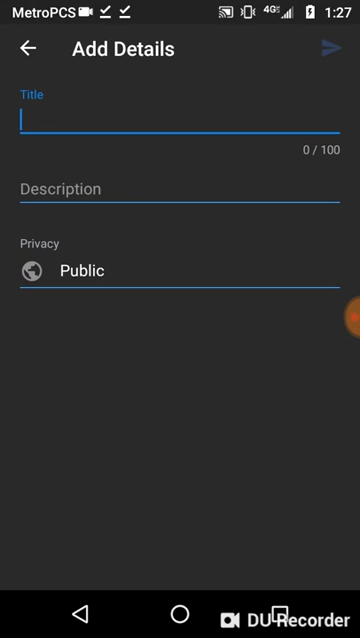 MetroPCS 4G 1:27
Add Details
Title
0 / 100
Description
Privacy
Public
DU Recorder